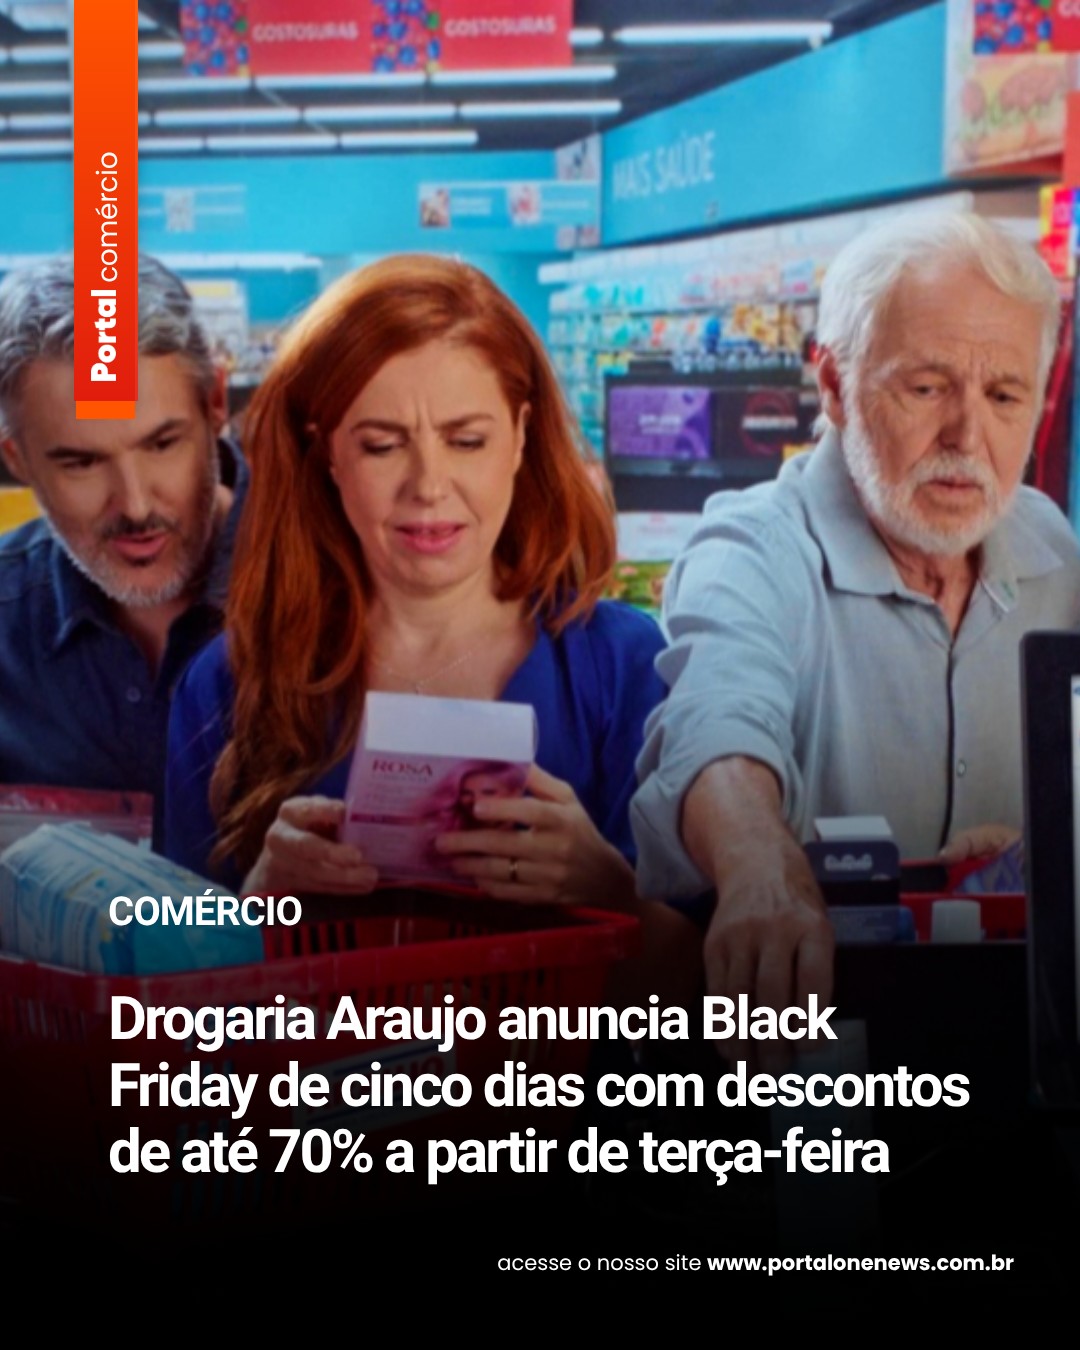 GOSTOSURAS GOSTOSURAS
MAIS SAÚDE
Portal comércio
ROSA
COMÉRCIO
Drogaria Araujo anuncia Black
Friday de cinco dias com descontos
de até 70% a partir de terça-feira
acesse o nosso site www.portalonenews.com.br